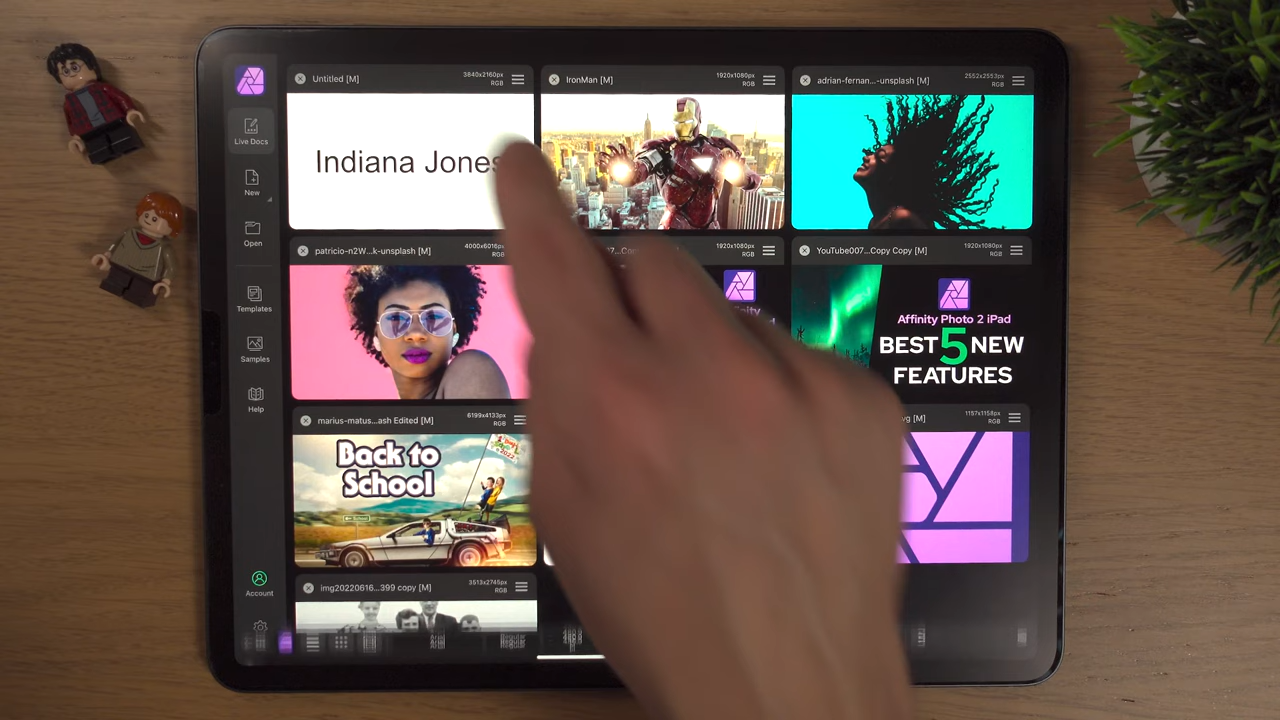 Untitled [M]
3840x2160px
RGB
IronMan [M]
1920x1080px
RGB
adrian-fernan...-unsplash [M]
2552x2553px
RGB
Live Docs
Indiana Jones
New
Open
patricio-n2W...k-unsplash [M]
4000x6016px
RGB
...Copy [M]
1920x1080px
RGB
YouTube007...Copy Copy [M]
1920x1080px
RGB
Templates
Affinity Photo 2 iPad
BEST 5 NEW
FEATURES
Samples
Help
marius-matus...ash Edited [M]
6199x4133px
RGB
[M]
1157x1158px
RGB
Back to
School
2022
School
Account
img20220616...399 copy [M]
3513x2745px
RGB